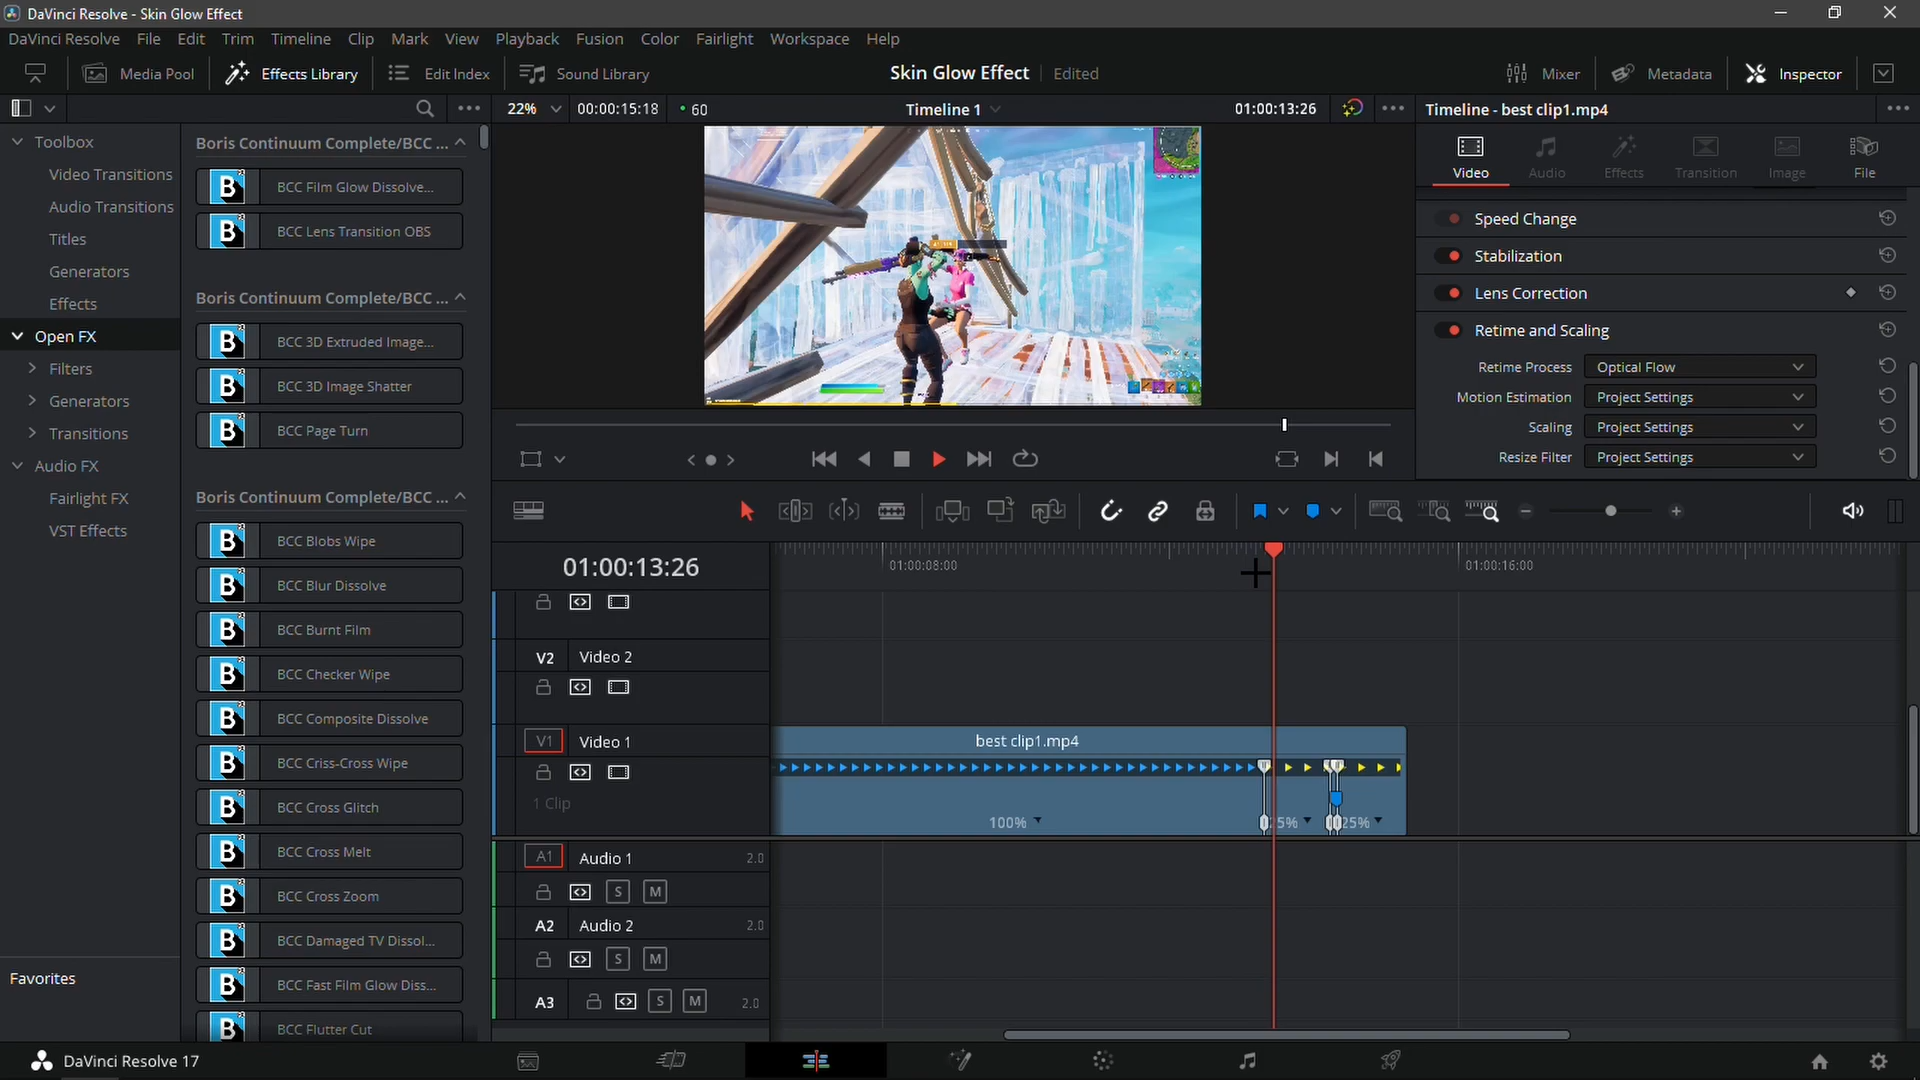 DaVinci Resolve - Skin Glow Effect
DaVinci Resolve File Edit Trim Timeline Clip Mark View Playback Fusion Color Fairlight Workspace Help
Media Pool Effects Library Edit Index Sound Library Skin Glow Effect Edited Mixer Metadata Inspector
22% 00:00:15:18 60 Timeline 1 01:00:13:26 Timeline - best clip1.mp4
Toolbox
Video Transitions
Audio Transitions
Titles
Generators
Effects
Open FX
Filters
Generators
Transitions
Audio FX
Fairlight FX
VST Effects
Favorites
Boris Continuum Complete/BCC ...
BCC Film Glow Dissolve...
BCC Lens Transition OBS
Boris Continuum Complete/BCC ...
BCC 3D Extruded Image...
BCC 3D Image Shatter
BCC Page Turn
Boris Continuum Complete/BCC ...
BCC Blobs Wipe
BCC Blur Dissolve
BCC Burnt Film
BCC Checker Wipe
BCC Composite Dissolve
BCC Criss-Cross Wipe
BCC Cross Glitch
BCC Cross Melt
BCC Cross Zoom
BCC Damaged TV Dissol...
BCC Fast Film Glow Diss...
BCC Flutter Cut
Video Audio Effects Transition Image File
Speed Change
Stabilization
Lens Correction
Retime and Scaling
Retime Process Optical Flow
Motion Estimation Project Settings
Scaling Project Settings
Resize Filter Project Settings
01:00:13:26
01:00:08:00 01:00:16:00
V2 Video 2
V1 Video 1
1 Clip
best clip1.mp4
100% 25% 25%
A1 Audio 1 2.0
S M
A2 Audio 2 2.0
S M
A3 S M 2.0
DaVinci Resolve 17